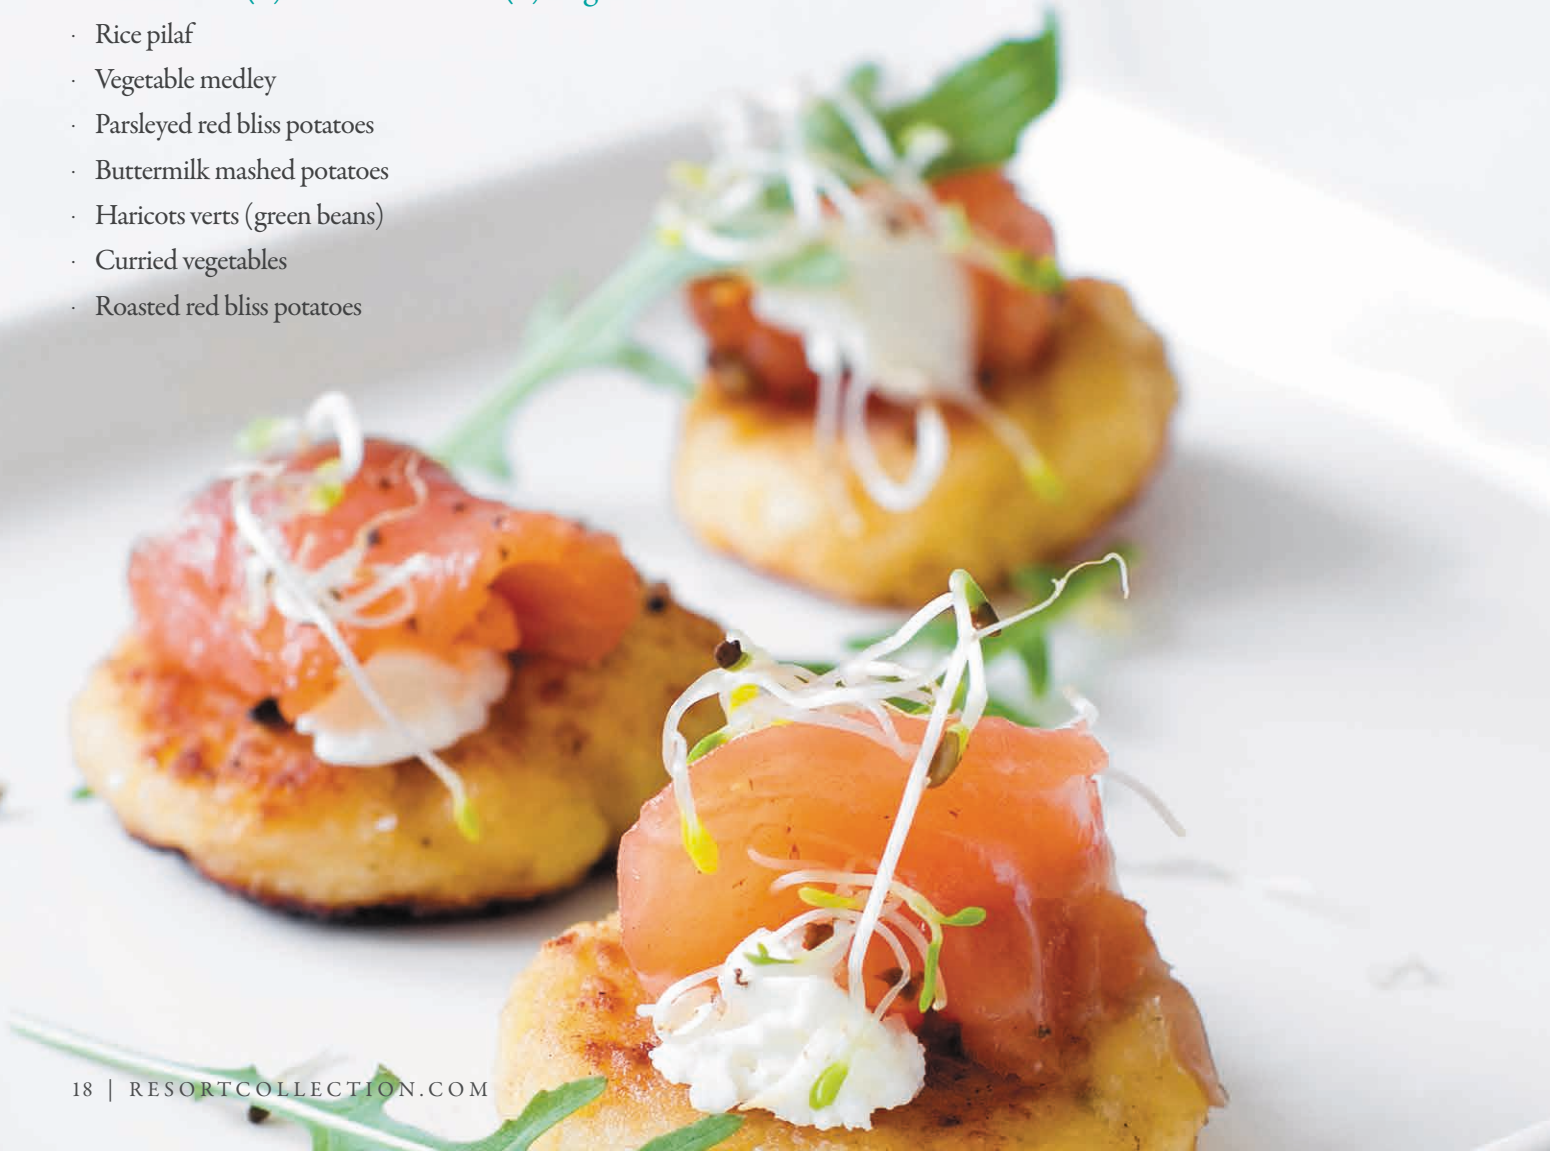 · Rice pilaf
· Vegetable medley
· Parsleyed red bliss potatoes
· Buttermilk mashed potatoes
· Haricots verts (green beans)
· Curried vegetables
· Roasted red bliss potatoes
18 | RESORTCOLLECTION.COM